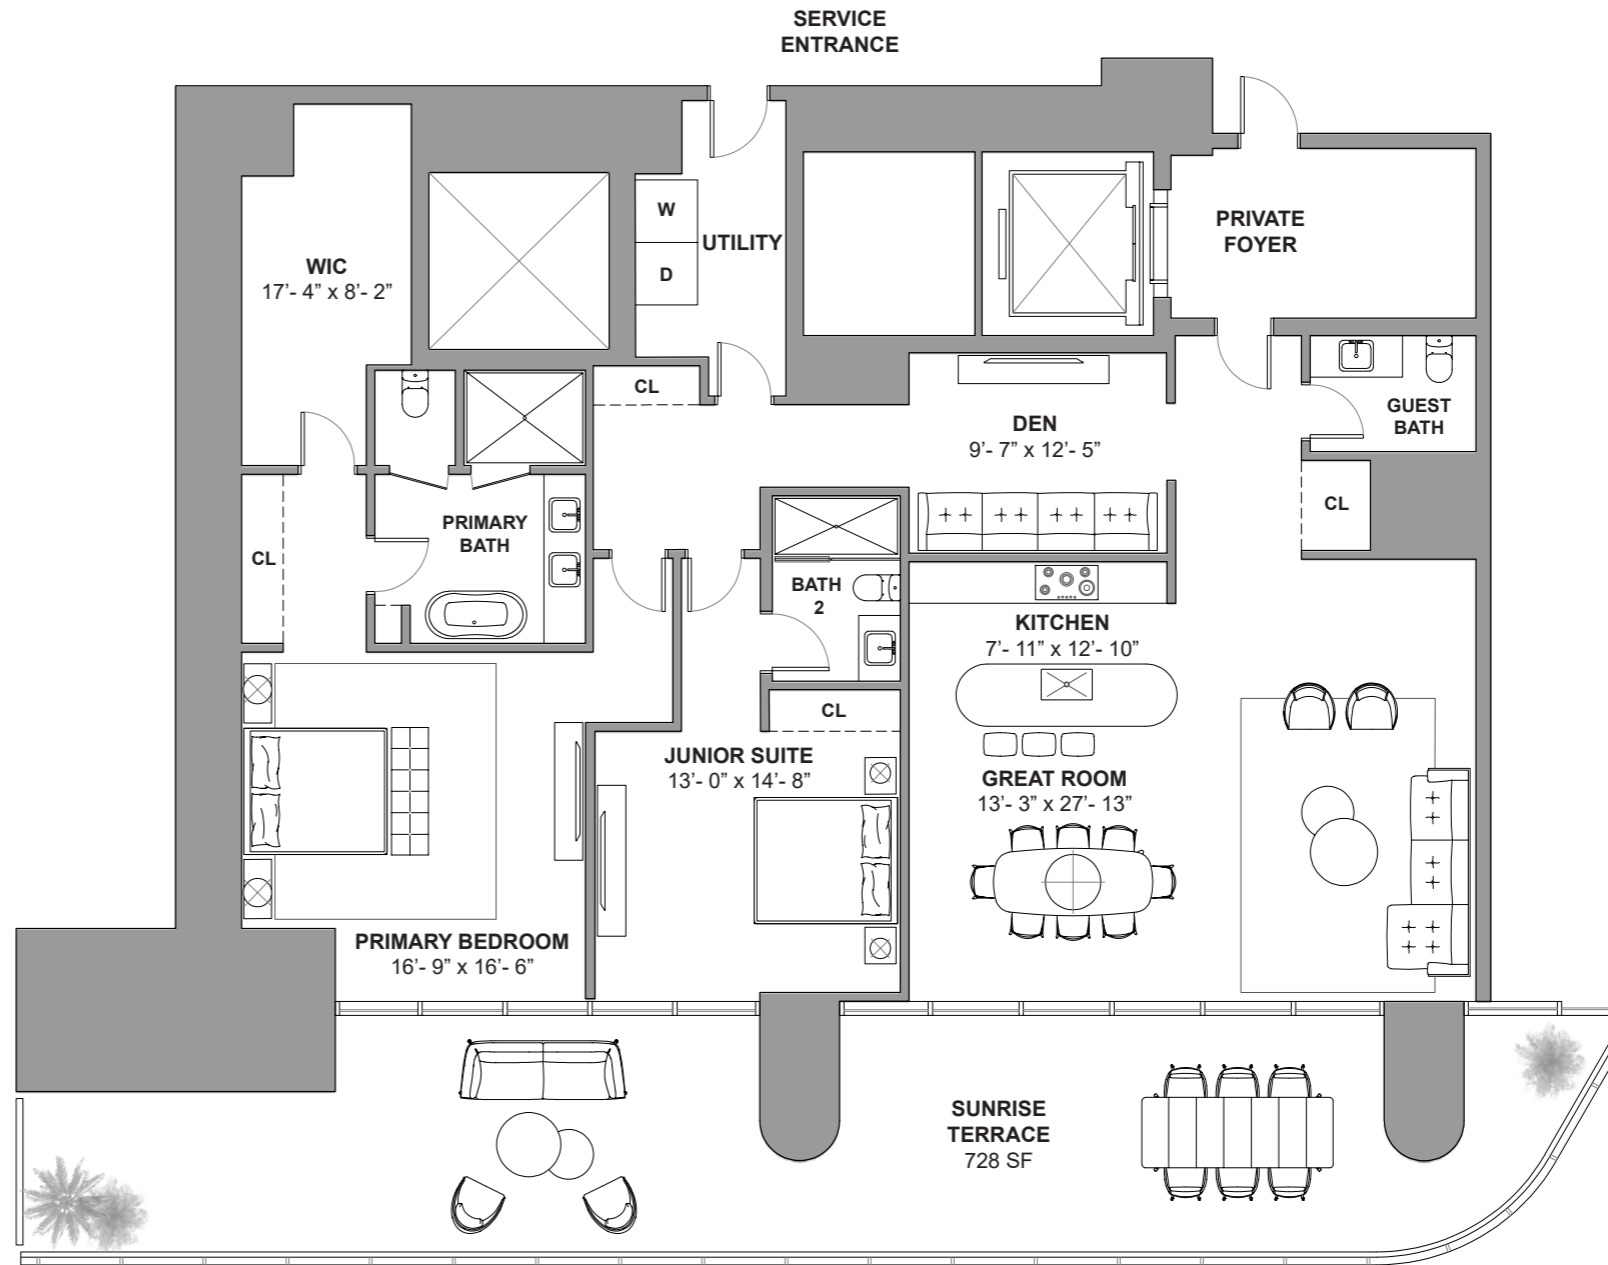 SERVICE
ENTRANCE
PRIVATE
FOYER
W
UTILITY
D
WIC
17'- 4” x 8'- 2”
CL
GUEST
BATH
DEN
9'- 7” x 12'- 5”
CL
PRIMARY
BATH
CL
BATH
2
KITCHEN
7'- 11” x 12'- 10”
CL
JUNIOR SUITE
13'- 0” x 14'- 8”
GREAT ROOM
13'- 3” x 27'- 13”
PRIMARY BEDROOM
16'- 9” x 16'- 6”
SUNRISE
TERRACE
728 SF